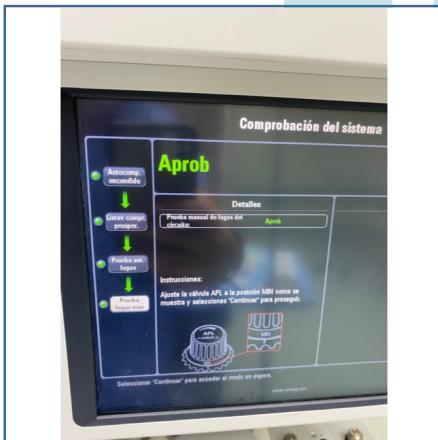 Comprobación del sistema
Aprob
Autocomp.
encendido
Listav compr.
preoper.
Prueba aut.
fugas
Prueba
fugas man
Detalles
Prueba manual de fugas del
circuito:
Aprob
Instrucciones:
Ajuste la válvula APL a la posición MIN como se
muestra y selecciones "Continuar" para proseguir.
APL
MIN
Seleccionar "Continuar" para acceder al modo en espera.